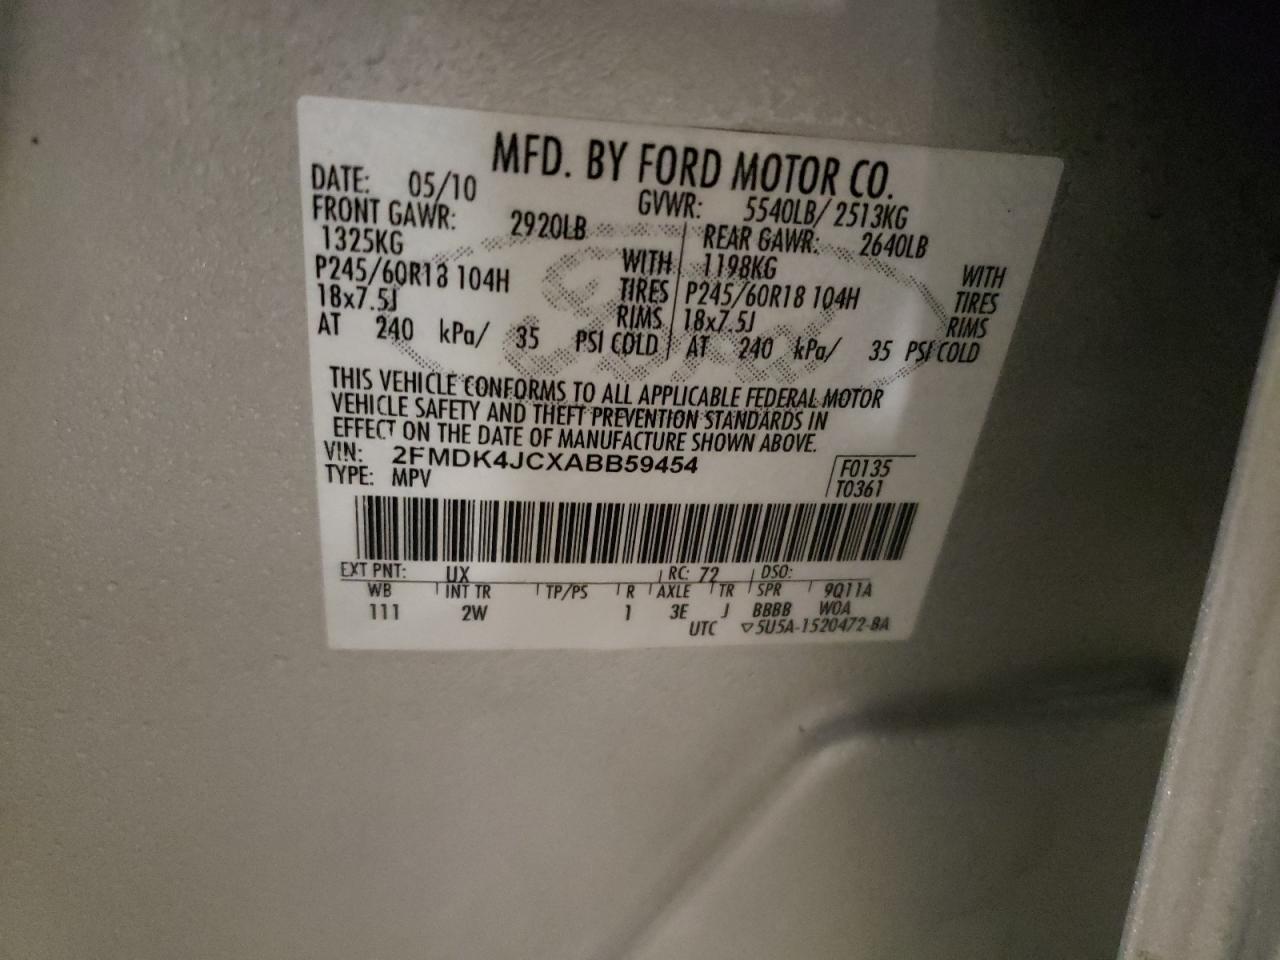 MFD. BY FORD MOTOR CO.
DATE: 05/10 GVWR: 5540LB/ 2513KG
FRONT GAWR: 2920LB REAR GAWR: 2640LB
1325KG WITH 1198KG WITH
P245/60R18 104H TIRES P245/60R18 104H TIRES
18x7.5J RIMS 18x7.5J RIMS
AT 240 kPa/ 35 PSI COLD AT 240 kPa/ 35 PSI COLD
THIS VEHICLE CONFORMS TO ALL APPLICABLE FEDERAL MOTOR
VEHICLE SAFETY AND THEFT PREVENTION STANDARDS IN
EFFECT ON THE DATE OF MANUFACTURE SHOWN ABOVE.
VIN: 2FMDK4JCXABB59454 F0135
TYPE: MPV T0361
EXT PNT: UX RC: 72 DSO:
WB INT TR TP/PS R AXLE TR SPR 9Q11A
111 2W 1 3E J BBBB WOA
UTC ▽5U5A-1520472-BA